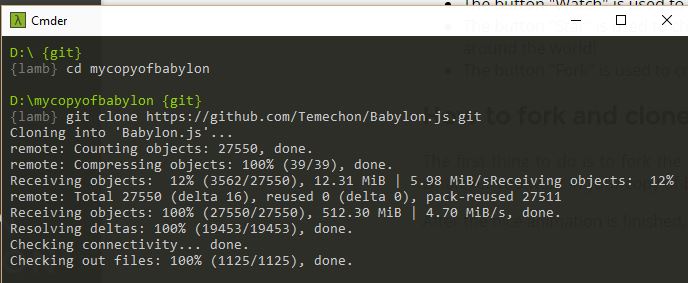 The button "Watch" is used to
λ Cmder
D:\ {git}
{lamb} cd mycopyofbabylon
around the world!
The button "Fork" is used to c
D:\mycopyofbabylon {git}
{lamb} git clone https://github.com/Temechon/Babylon.js.git
to fork and clone
Cloning into 'Babylon.js'...
remote: Counting objects: 27550, done.
remote: Compressing objects: 100% (39/39), done.
The first thing to do is to fork the
Receiving objects:  12% (3562/27550), 12.31 MiB | 5.98 MiB/sReceiving objects:  12%
remote: Total 27550 (delta 16), reused 0 (delta 0), pack-reused 27511
Receiving objects: 100% (27550/27550), 512.30 MiB | 4.70 MiB/s, done.
animation is finished,
Resolving deltas: 100% (19453/19453), done.
Checking connectivity... done.
Checking out files: 100% (1125/1125), done.